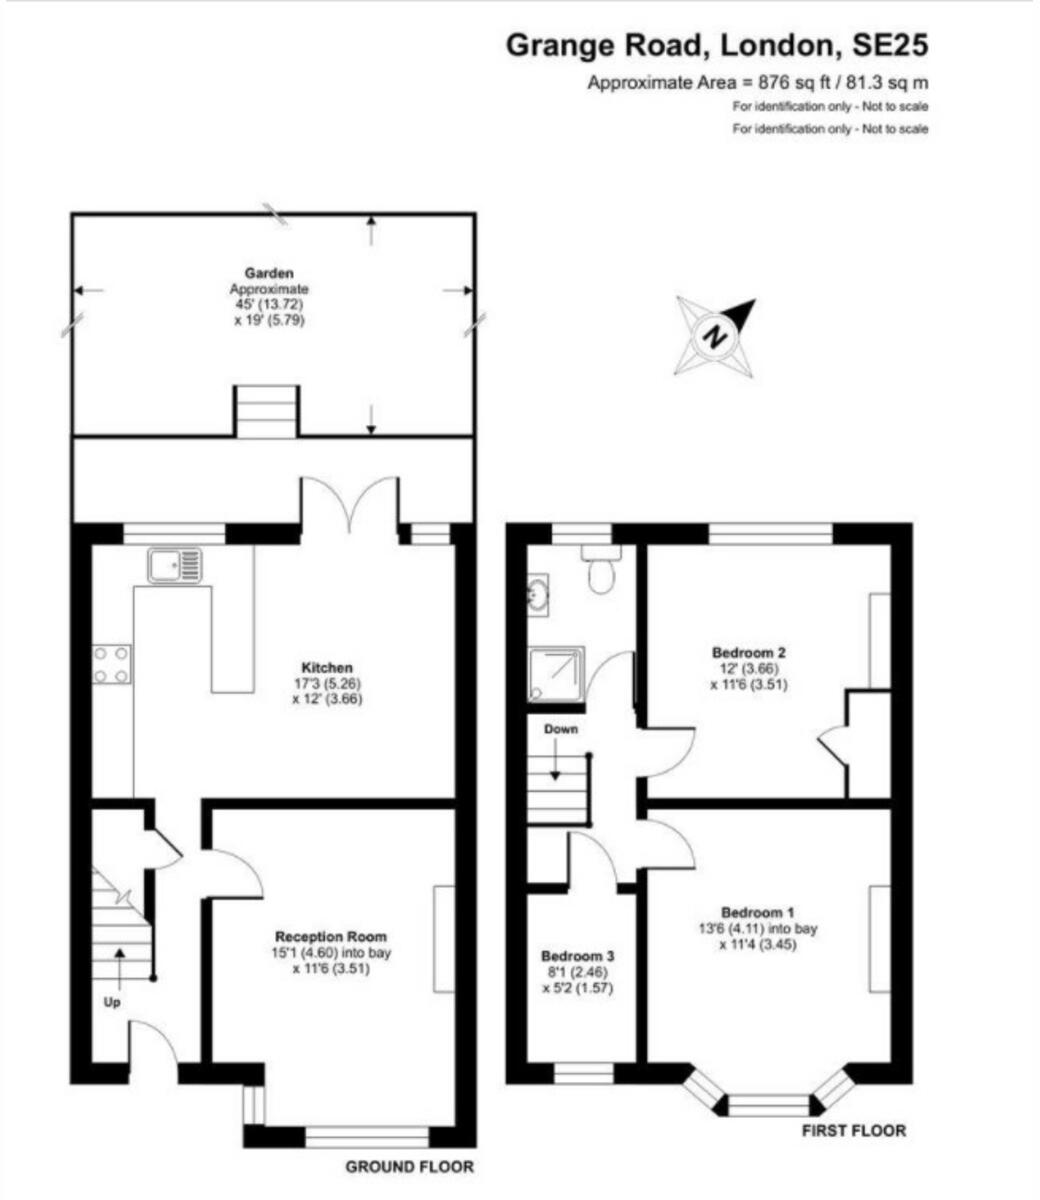 Grange Road, London, SE25
Approximate Area = 876 sq ft / 81.3 sq m
For identification only - Not to scale
For identification only - Not to scale
Garden
Approximate
45' (13.72)
x 19' (5.79)
N
Kitchen
17'3 (5.26)
x 12' (3.66)
Bedroom 2
12' (3.66)
x 11'6 (3.51)
Down
Reception Room
15'1 (4.60) into bay
x 11'6 (3.51)
Up
Bedroom 1
13'6 (4.11) into bay
x 11'4 (3.45)
Bedroom 3
8'1 (2.46)
x 5'2 (1.57)
FIRST FLOOR
GROUND FLOOR